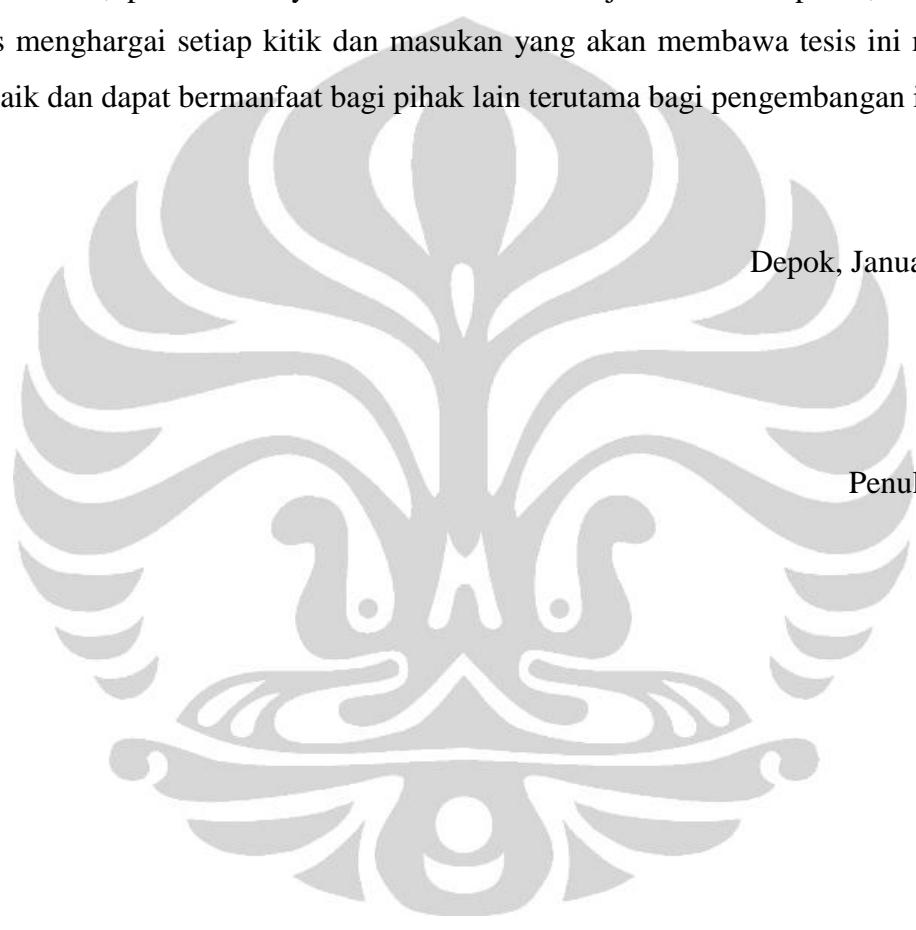 s menghargai setiap kitik dan masukan yang akan membawa tesis ini
aik dan dapat bermanfaat bagi pihak lain terutama bagi pengembangan
Depok, Janua
Penul